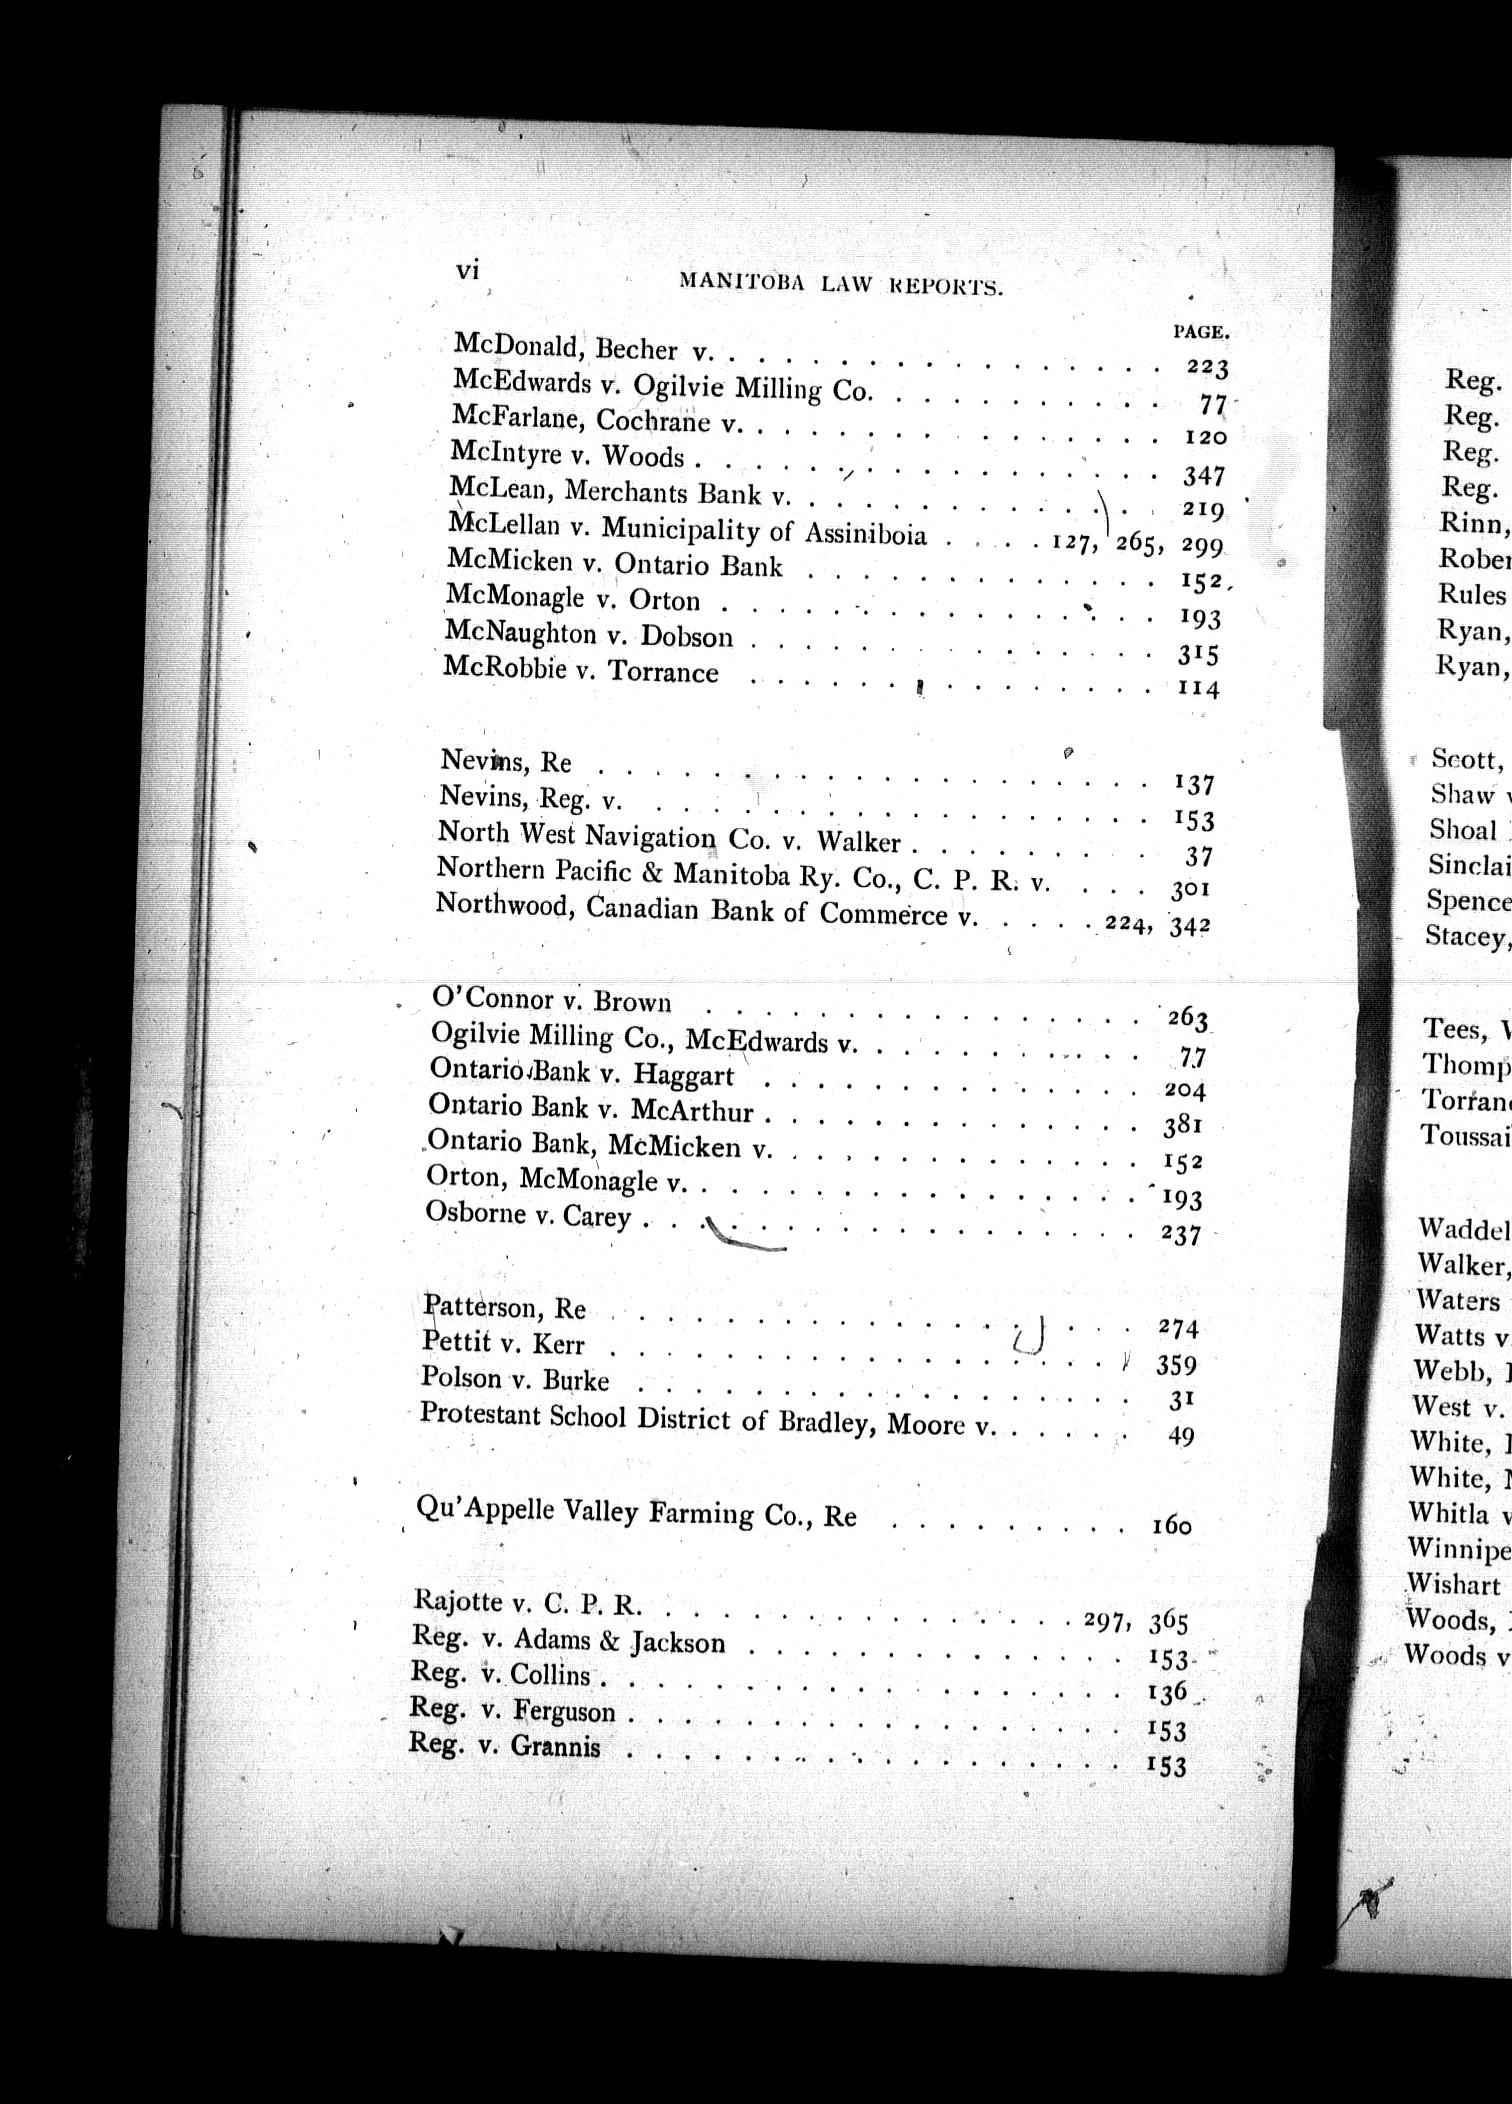 vi
MANITOBA LAW REPORTS.
PAGE.
McDonald, Becher v. . . . . . . . . . . . . . . . . 223
McEdwards v. Ogilvie Milling Co. . . . . . . . . . . 77
McFarlane, Cochrane v. . . . . . . . . . . . . . . . 120
McIntyre v. Woods . . . . . . . . . . . . . . . . . 347
McLean, Merchants Bank v. . . . . . . . . . . . . . 219
McLellan v. Municipality of Assiniboia . . . . 127, 265, 299
McMicken v. Ontario Bank . . . . . . . . . . . . . 152
McMonagle v. Orton . . . . . . . . . . . . . . . . 193
McNaughton v. Dobson . . . . . . . . . . . . . . . 315
McRobbie v. Torrance . . . . . . . . . . . . . . . 114
Nevins, Re . . . . . . . . . . . . . . . . . . . . 137
Nevins, Reg. v. . . . . . . . . . . . . . . . . . . 153
North West Navigation Co. v. Walker . . . . . . . . 37
Northern Pacific & Manitoba Ry. Co., C. P. R. v. . . . 301
Northwood, Canadian Bank of Commerce v. . . . . . 224, 342
O'Connor v. Brown . . . . . . . . . . . . . . . . 263
Ogilvie Milling Co., McEdwards v. . . . . . . . . . . 77
Ontario Bank v. Haggart . . . . . . . . . . . . . . 204
Ontario Bank v. McArthur . . . . . . . . . . . . . . 381
Ontario Bank, McMicken v. . . . . . . . . . . . . . 152
Orton, McMonagle v. . . . . . . . . . . . . . . . . 193
Osborne v. Carey . . . . . . . . . . . . . . . . . . 237
Patterson, Re . . . . . . . . . . . . . . . . . . . 274
Pettit v. Kerr . . . . . . . . . . . . . . . . . . . 359
Polson v. Burke . . . . . . . . . . . . . . . . . . 31
Protestant School District of Bradley, Moore v. . . . . . 49
Qu'Appelle Valley Farming Co., Re . . . . . . . . . 160
Rajotte v. C. P. R. . . . . . . . . . . . . . . . . 297, 365
Reg. v. Adams & Jackson . . . . . . . . . . . . . . 153
Reg. v. Collins . . . . . . . . . . . . . . . . . . . 136
Reg. v. Ferguson . . . . . . . . . . . . . . . . . . 153
Reg. v. Grannis . . . . . . . . . . . . . . . . . . 153
Reg.
Reg.
Reg.
Reg.
Rinn,
Rober
Rules
Ryan,
Ryan,
Scott,
Shaw
Shoal
Sinclai
Spence
Stacey,
Tees,
Thomp
Torran
Toussai
Waddel
Walker,
Waters
Watts v
Webb,
West v.
White,
White,
Whitla
Winnipe
Wishart
Woods,
Woods v